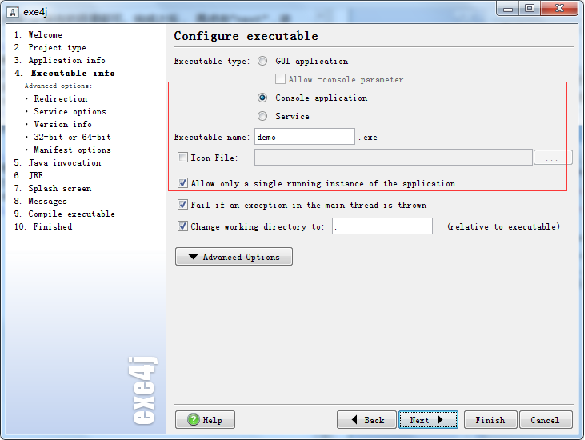 exe4j
1. Welcome
2. Project type
3. Application info
4. Executable info
Advanced options:
· Redirection
· Service options
· Version info
· 32-bit or 64-bit
· Manifest options
5. Java invocation
6. JRE
7. Splash screen
8. Messages
9. Compile executable
10. Finished
exe4j
Configure executable
Executable type: GUI application
Allow -console parameter
Console application
Service
Executable name: demo .exe
Icon File: ...
Allow only a single running instance of the application
Fail if an exception in the main thread is thrown
Change working directory to: . (relative to executable)
Advanced Options
Help Back Next Finish Cancel